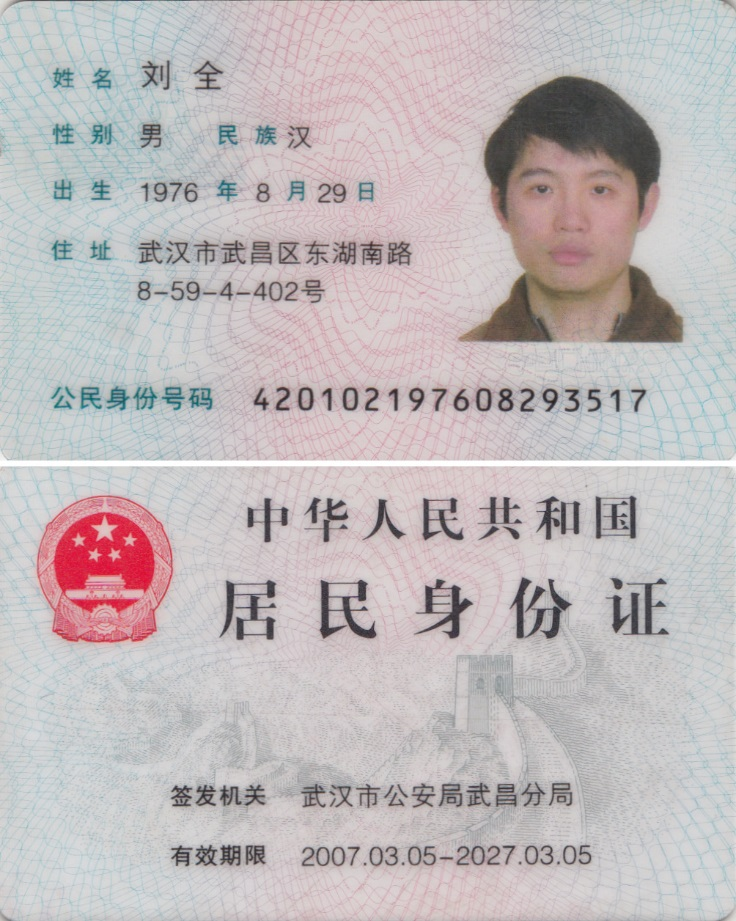 姓名 刘全
性别 男 民族 汉
出生 1976 年 8 月 29 日
住址 武汉市武昌区东湖南路
8-59-4-402号
公民身份号码 420102197608293517
中华人民共和国
居民身份证
签发机关 武汉市公安局武昌分局
有效期限 2007.03.05-2027.03.05